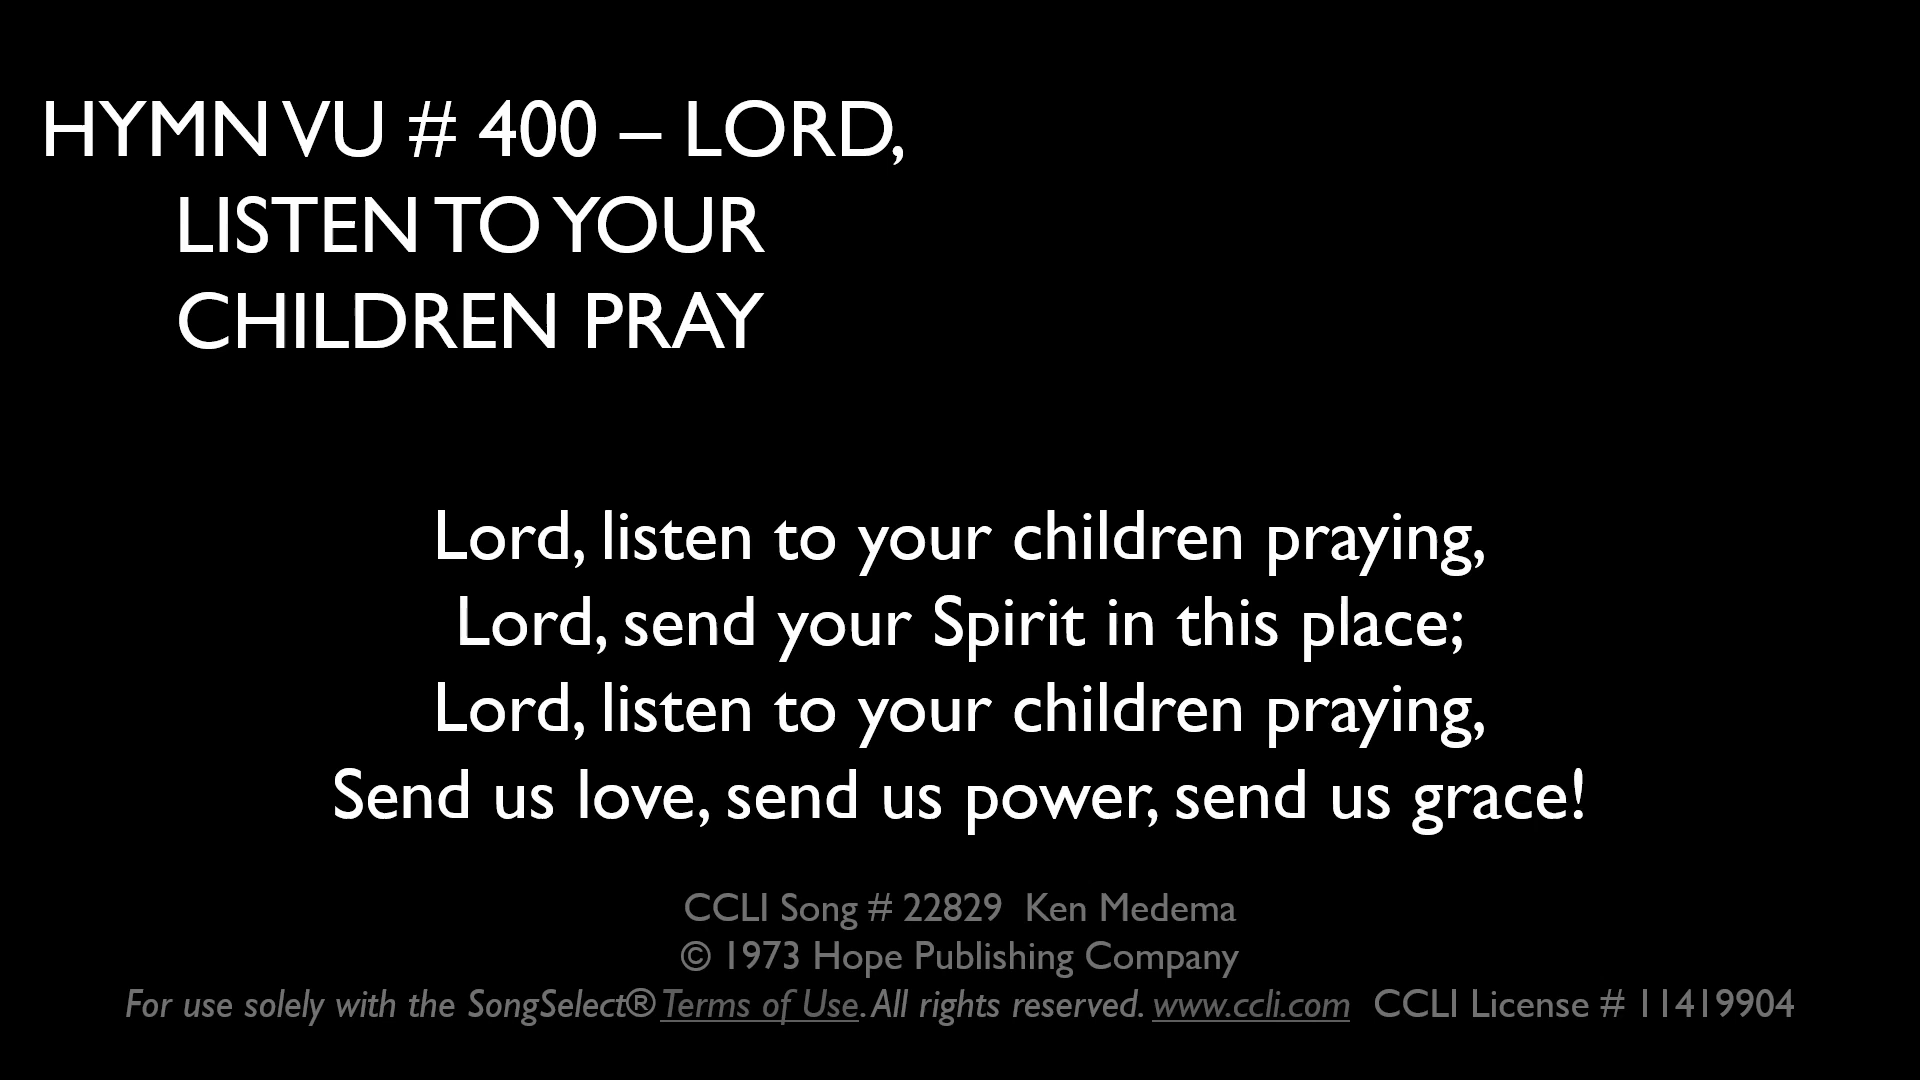 HYMN VU # 400 – LORD,
LISTEN TO YOUR
CHILDREN PRAY
Lord, listen to your children praying,
Lord, send your Spirit in this place;
Lord, listen to your children praying,
Send us love, send us power, send us grace!
CCLI Song # 22829  Ken Medema
© 1973 Hope Publishing Company
For use solely with the SongSelect® Terms of Use. All rights reserved. www.ccli.com  CCLI License # 11419904